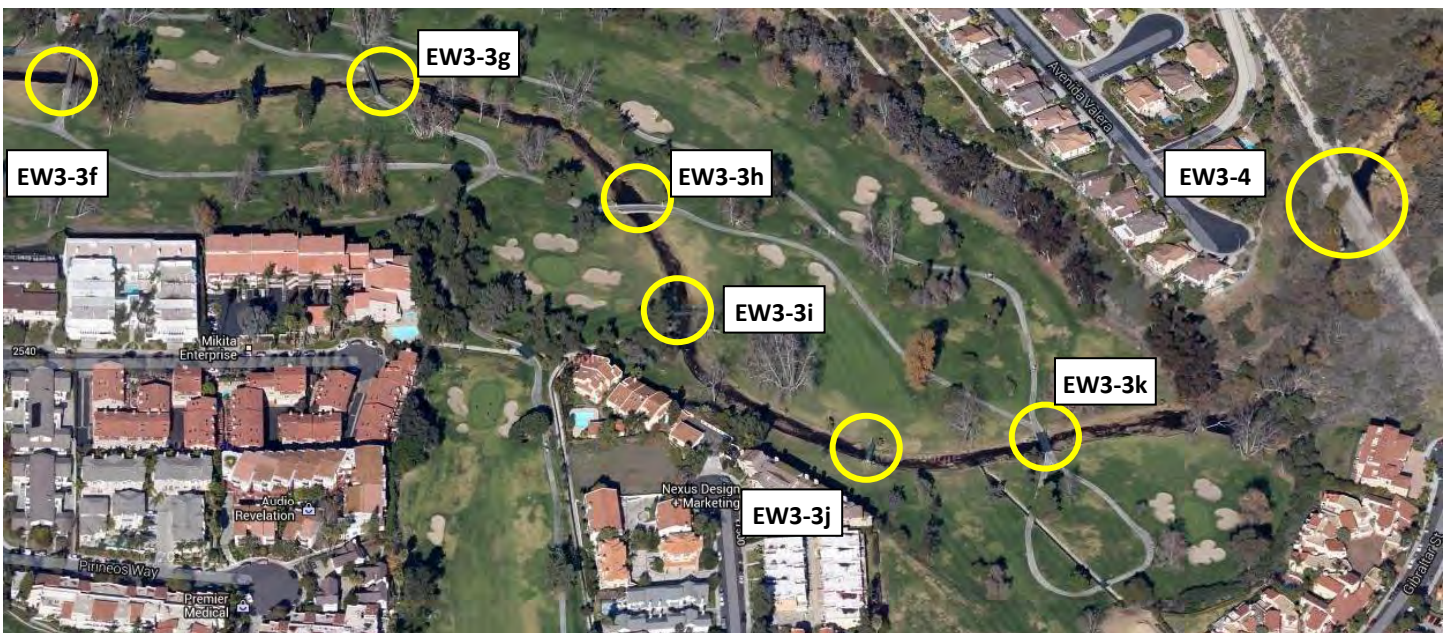 EW3-3g
EW3-3f
EW3-3h
Avenida Valera
EW3-4
EW3-3i
2540
Mikita
Enterprise
EW3-3k
Nexus Design
+ Marketing
EW3-3j
Audio
Revelation
Pirineos Way
Premier
Medical
Gibraltar St